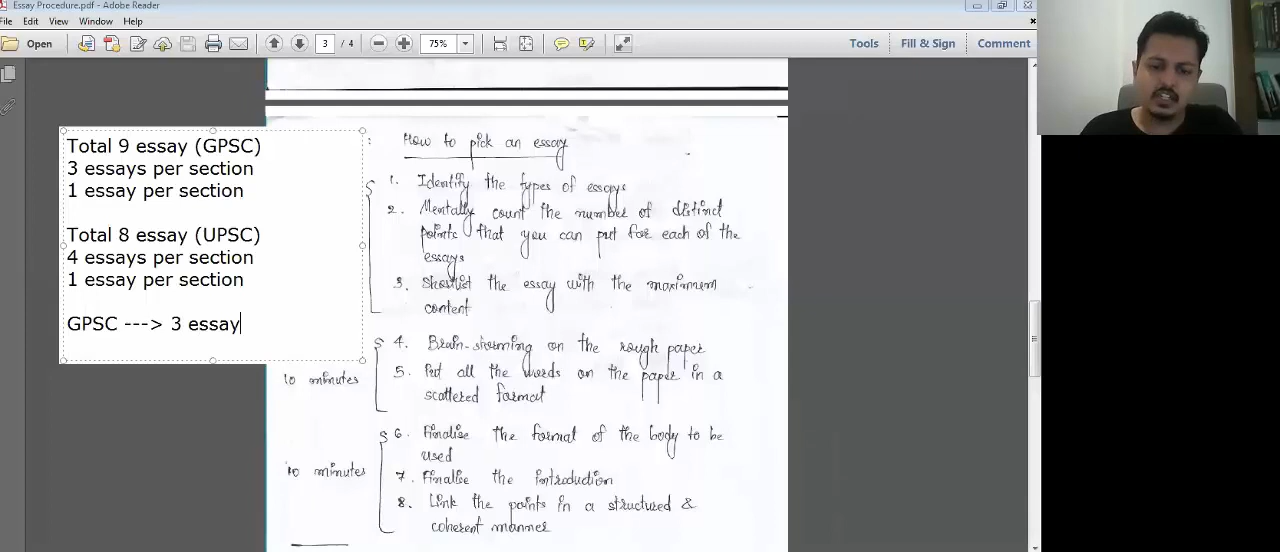 Essay Procedure.pdf - Adobe Reader
File Edit View Window Help
Open 3 / 4 75% Tools Fill & Sign Comment
Total 9 essay (GPSC)
3 essays per section
1 essay per section
Total 8 essay (UPSC)
4 essays per section
1 essay per section
GPSC ---> 3 essay
: How to pick an essay
1. Identify the types of essays
2. Mentally count the number of distinct
points that you can put for each of the
essays
3. Shortlist the essay with the maximum
content
4. Brain-storming on the rough paper
5. Put all the words on the paper in a
scattered format
10 minutes
6. Finalise the format of the body to be
used
10 minutes
7. Finalise the introduction
8. Link the points in a structured &
coherent manner